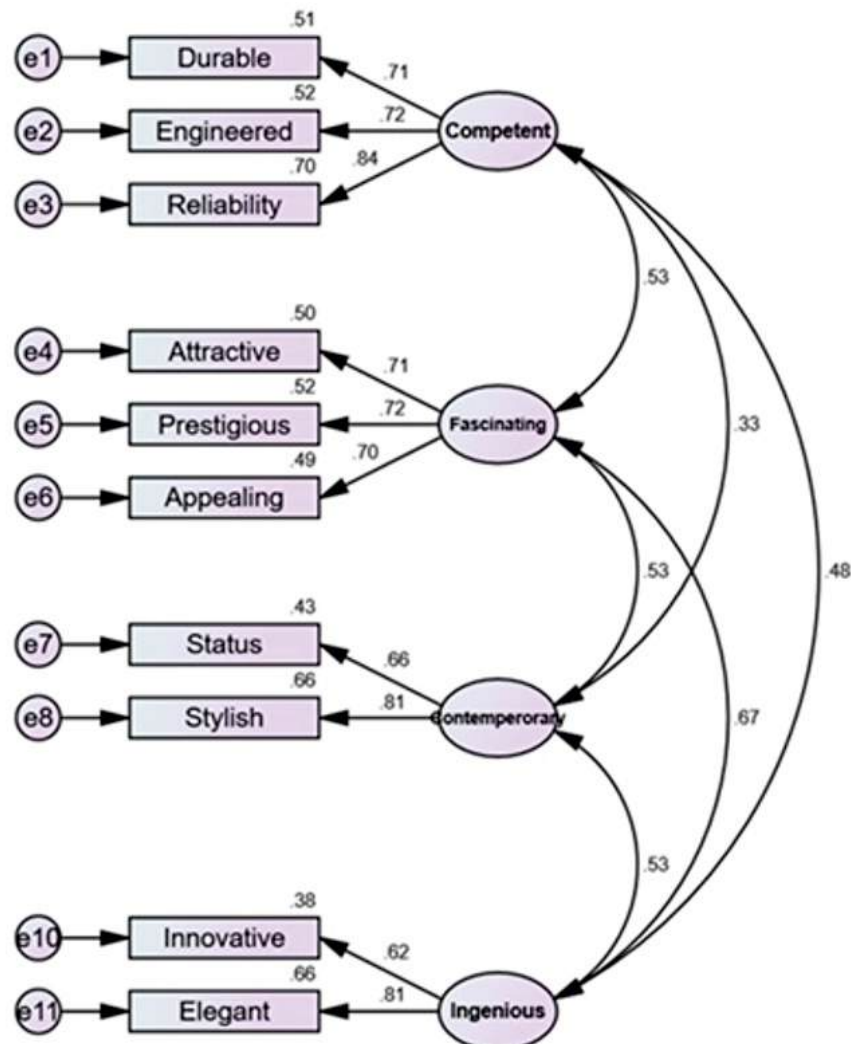 .51
e1 Durable
.71
.52
e2 Engineered .72 Competent
.84
.70
e3 Reliability
.53
.50
e4 Attractive
.71
.52
e5 Prestigious .72 Fascinating .33
.70
.49
e6 Appealing
.53 .48
.43
e7 Status
.66
.66
e8 Stylish .81 Contemperorary .67
.53
.38
e10 Innovative
.62
.66
e11 Elegant .81 Ingenious